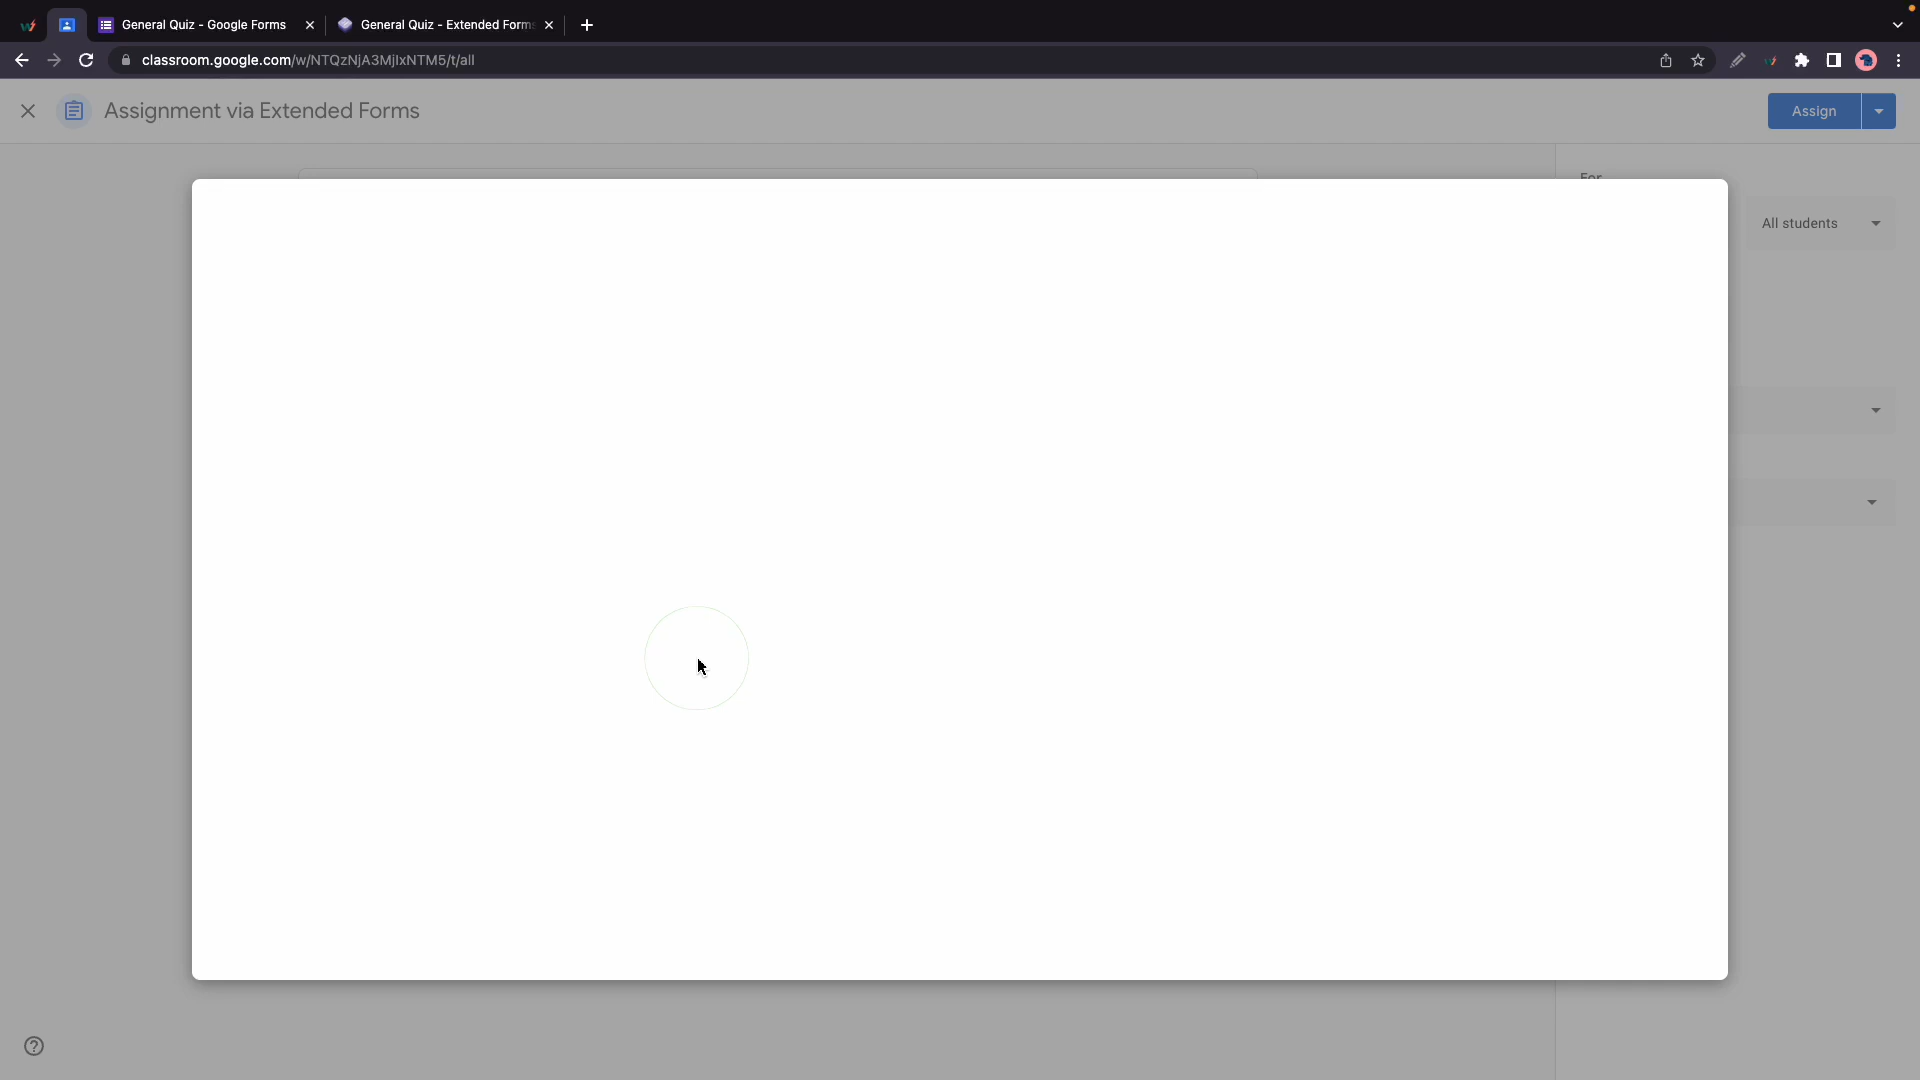 General Quiz - Google Forms
General Quiz - Extended Forms
classroom.google.com/w/NTQzNjA3MjIxNTM5/t/all
Assignment via Extended Forms
Assign
For
All students